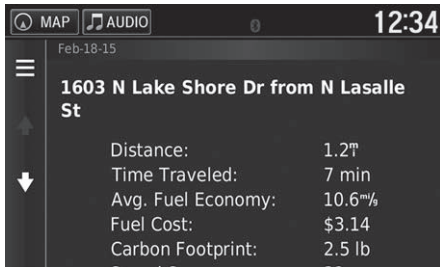 MAP AUDIO 12:34
Feb-18-15
1603 N Lake Shore Dr from N Lasalle
St
Distance: 1.2
Time Traveled: 7 min
Avg. Fuel Economy: 10.6
Fuel Cost: $3.14
Carbon Footprint: 2.5 lb